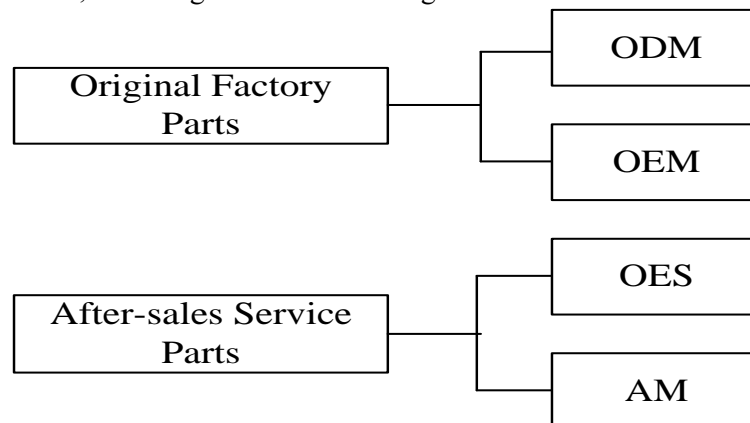 ODM
Original Factory
Parts
OEM
OES
After-sales Service
Parts
AM